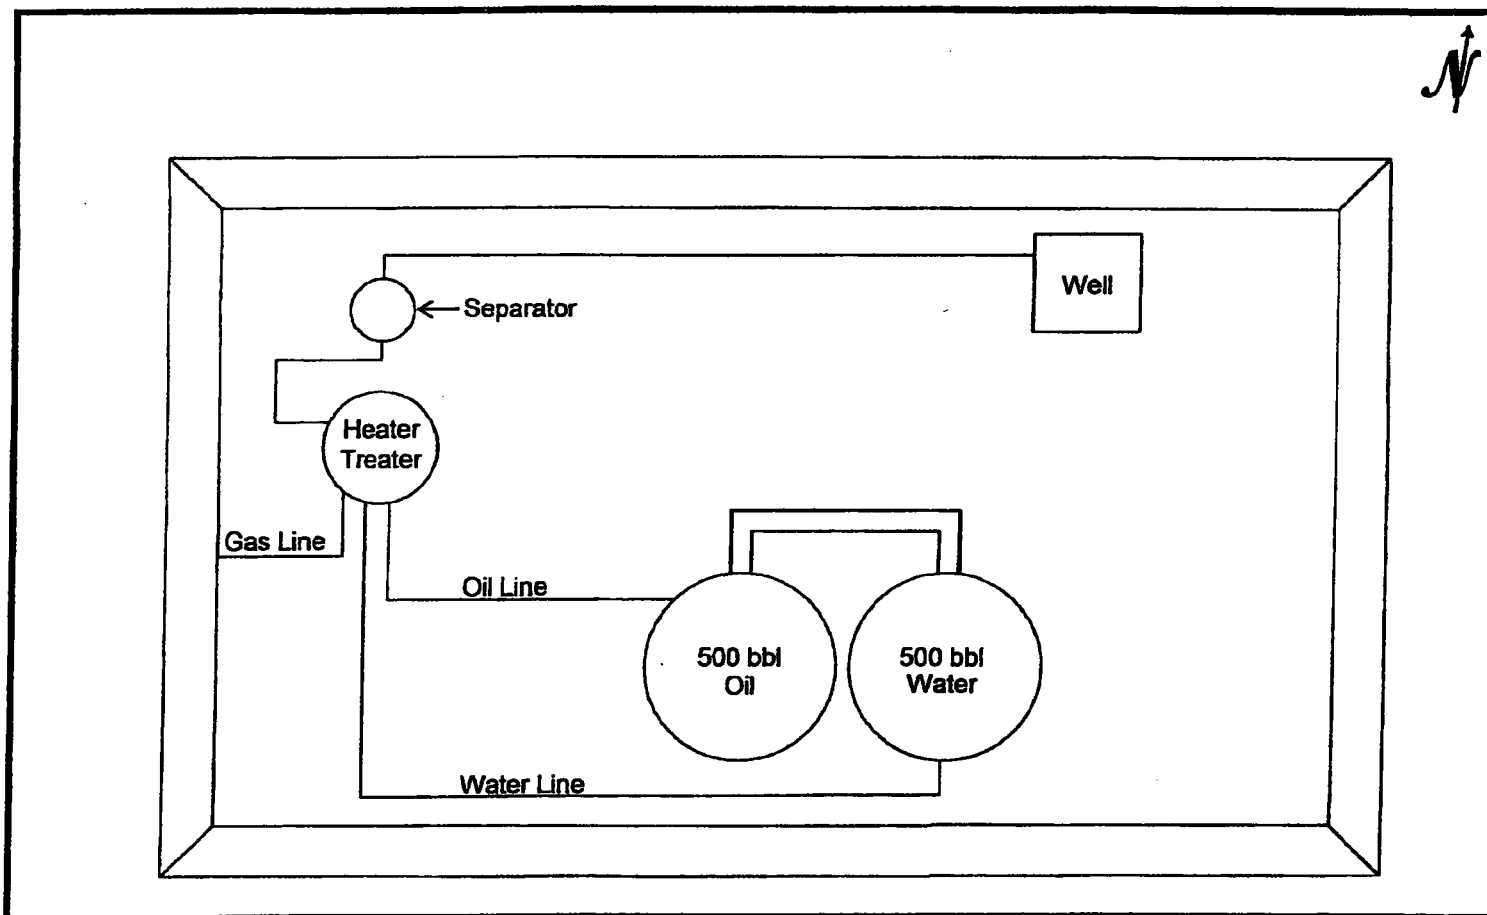 N
Well
Separator
Heater
Treater
Gas Line
Oil Line
500 bbl
Oil
500 bbl
Water
Water Line